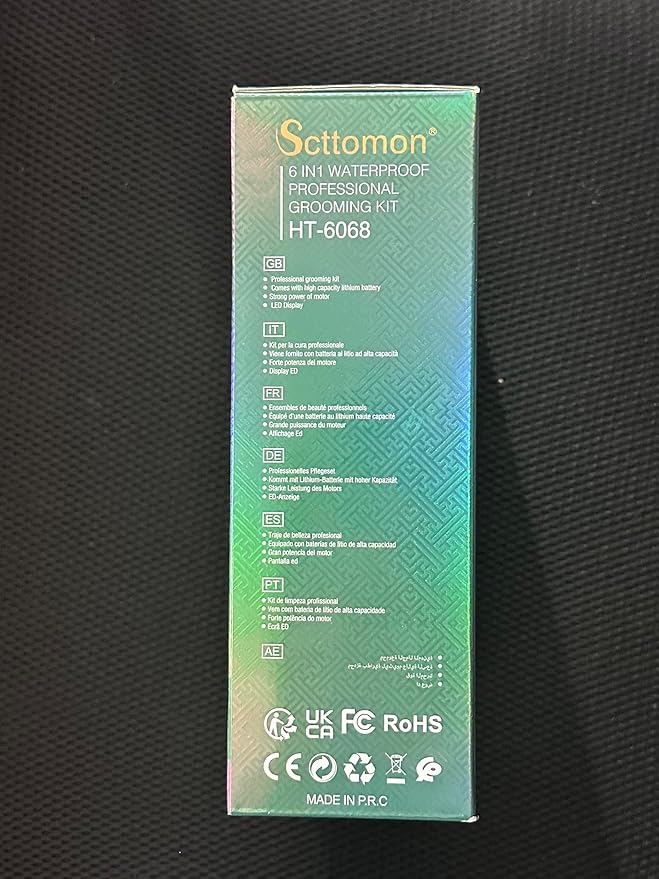 Scttomon®
6 IN1 WATERPROOF
PROFESSIONAL
GROOMING KIT
HT-6068
GB
• Professional grooming kit
• Comes with high capacity lithium battery
• Strong power of motor
• LED Display
IT
• Kit per la cura professionale
• Viene fornito con batteria al litio ad alta capacità
• Forte potenza del motore
• Display ED
FR
• Ensembles de beauté professionnels
• Équipé d'une batterie au lithium haute capacité
• Grande puissance du moteur
• Affichage Ed
DE
• Professionelles Pflegeset
• Kommt mit Lithium-Batterie mit hoher Kapazität
• Starke Leistung des Motors
• ED-Anzeige
ES
• Traje de belleza profesional
• Equipado con baterías de litio de alta capacidad
• Gran potencia del motor
• Pantalla ed
PT
• Kit de limpeza profissional
• Vem com bateria de lítio de alta capacidade
• Forte potência do motor
• Ecrã ED
AE
UK
CA
FC
RoHS
CE
MADE IN P.R.C